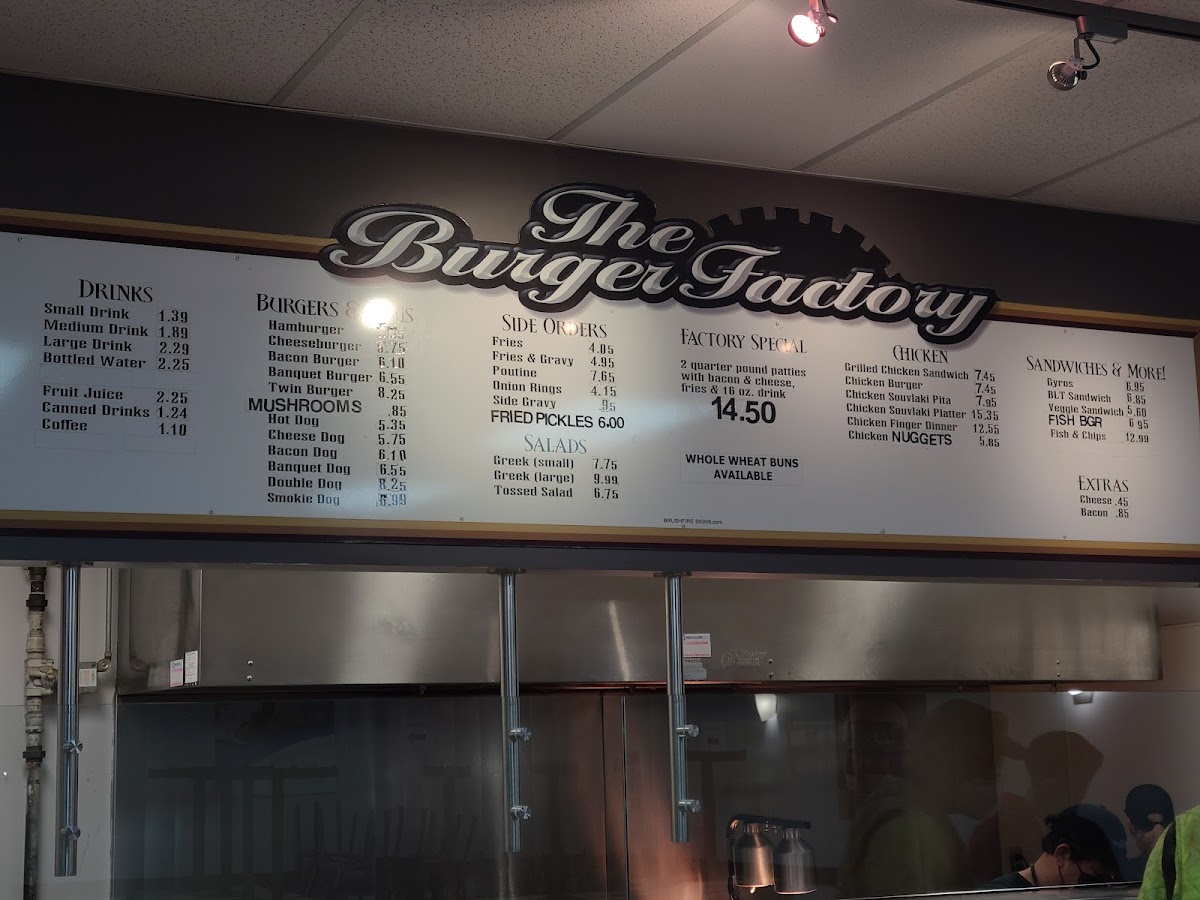 The
Burger Factory
DRINKS
Small Drink 1.39
Medium Drink 1.89
Large Drink 2.29
Bottled Water 2.25
Fruit Juice 2.25
Canned Drinks 1.24
Coffee 1.10
BURGERS &
Hamburger
Cheeseburger 5.75
Bacon Burger 6.10
Banquet Burger 6.55
Twin Burger 8.25
MUSHROOMS .85
Hot Dog 5.35
Cheese Dog 5.75
Bacon Dog 6.10
Banquet Dog 6.55
Double Dog 8.25
Smokie Dog 6.99
SIDE ORDERS
Fries 4.05
Fries & Gravy 4.95
Poutine 7.65
Onion Rings 4.15
Side Gravy .95
FRIED PICKLES 6.00
SALADS
Greek (small) 7.75
Greek (large) 9.99
Tossed Salad 6.75
FACTORY SPECIAL
2 quarter pound patties
with bacon & cheese,
fries & 16 oz. drink
14.50
WHOLE WHEAT BUNS
AVAILABLE
BRUSHFIRE SIGNS.com
CHICKEN
Grilled Chicken Sandwich 7.45
Chicken Burger 7.45
Chicken Souvlaki Pita 7.95
Chicken Souvlaki Platter 15.35
Chicken Finger Dinner 12.55
Chicken NUGGETS 5.85
SANDWICHES & MORE!
Gyros 6.95
BLT Sandwich 6.85
Veggie Sandwich 5.60
FISH BGR 6.95
Fish & Chips 12.99
EXTRAS
Cheese .45
Bacon .85